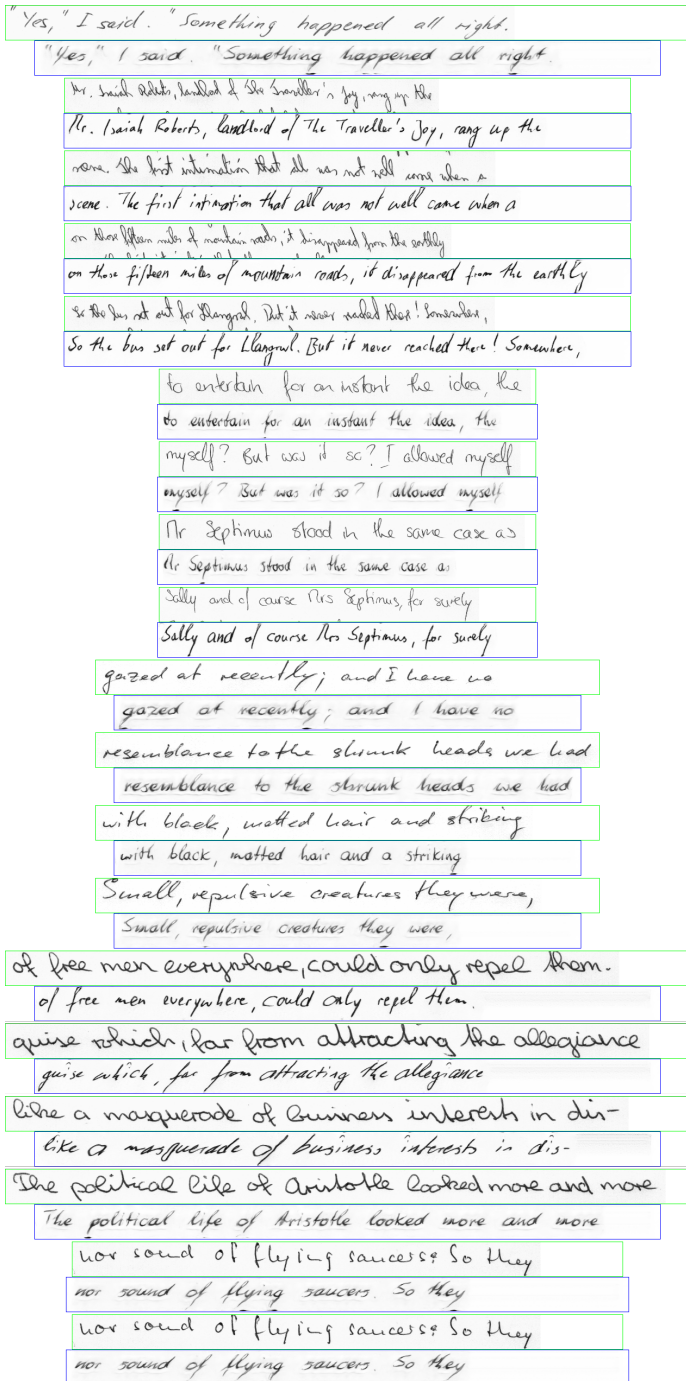 "Yes," I said. "Something happened all right.
"Yes," I said. "Something happened all right.
Mr. Isaiah Roberts, landlord of The Traveller's Joy, rang up the
Mr. Isaiah Roberts, landlord of The Traveller's Joy, rang up the
scene. The first intimation that all was not well came when a
scene. The first intimation that all was not well came when a
on those fifteen miles of mountain roads, it disappeared from the earthly
on those fifteen miles of mountain roads, it disappeared from the earthly
So the bus set out for Llangrwl. But it never reached there! Somewhere,
So the bus set out for Llangrwl. But it never reached there! Somewhere,
to entertain for an instant the idea, the
to entertain for an instant the idea, the
myself? But was it so? I allowed myself
myself? But was it so? I allowed myself
Mr Septimus stood in the same case as
Mr Septimus stood in the same case as
Sally and of course Mrs Septimus, for surely
Sally and of course Mrs Septimus, for surely
gazed at recently; and I have no
gazed at recently; and I have no
resemblance to the shrunk heads we had
resemblance to the shrunk heads we had
with black, matted hair and striking
with black, matted hair and a striking
Small, repulsive creatures they were,
Small, repulsive creatures they were,
of free men everywhere, could only repel them.
of free men everywhere, could only repel them.
guise which, far from attracting the allegiance
guise which, far from attracting the allegiance
like a masquerade of business interests in dis-
like a masquerade of business interests in dis-
The political life of Aristotle looked more and more
The political life of Aristotle looked more and more
nor sound of flying saucers. So they
nor sound of flying saucers. So they
nor sound of flying saucers. So they
nor sound of flying saucers. So they